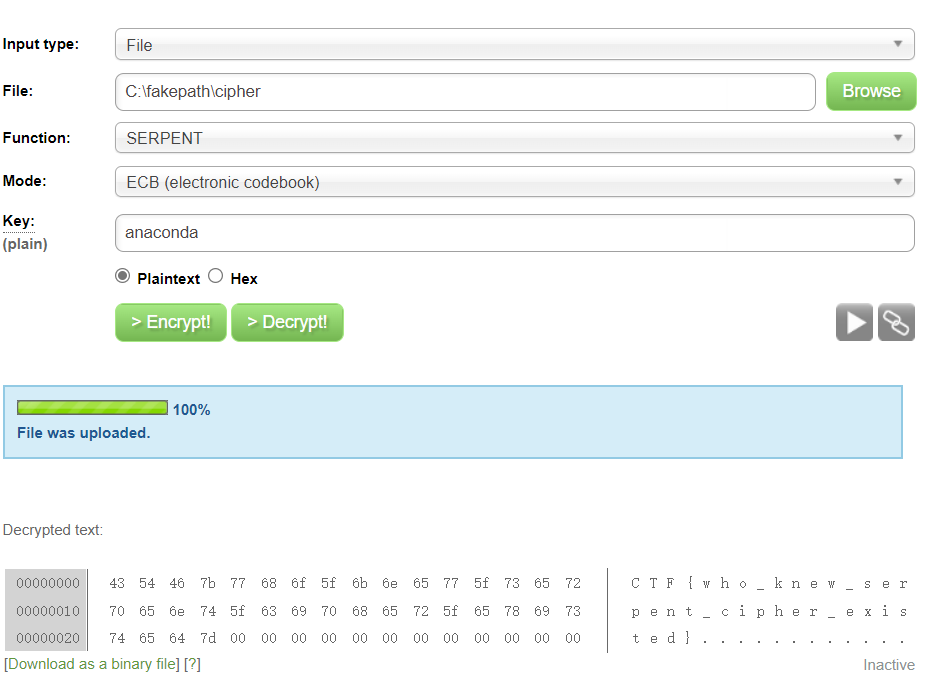 Input type: File
File: C:\fakepath\cipher Browse
Function: SERPENT
Mode: ECB (electronic codebook)
Key: anaconda
(plain)
Plaintext Hex
> Encrypt! > Decrypt!
100%
File was uploaded.
Decrypted text:
00000000 43 54 46 7b 77 68 6f 5f 6b 6e 65 77 5f 73 65 72 C T F { w h o _ k n e w _ s e r
00000010 70 65 6e 74 5f 63 69 70 68 65 72 5f 65 78 69 73 p e n t _ c i p h e r _ e x i s
00000020 74 65 64 7d 00 00 00 00 00 00 00 00 00 00 00 00 t e d } . . . . . . . . . . . .
[Download as a binary file] [?] Inactive